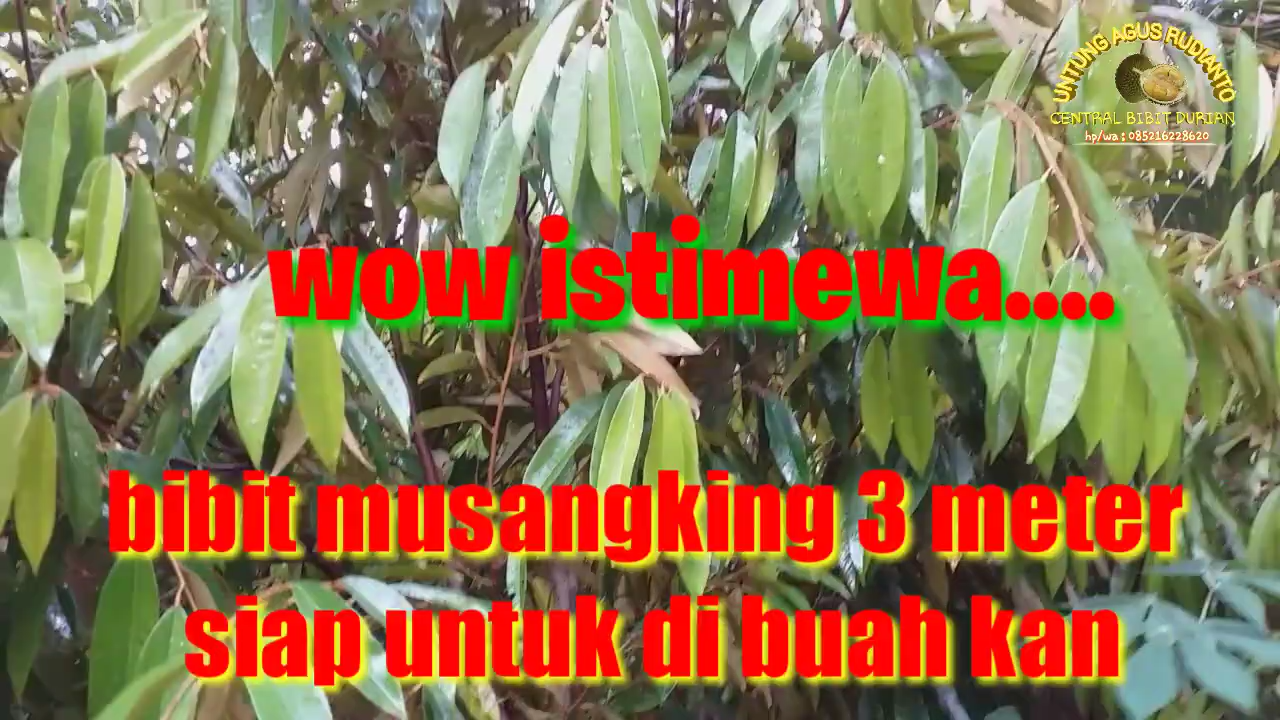 UNTUNG AGUS RUDIANTO
CENTRAL BIBIT DURIAN
hp/wa : 085216228620
wow istimewa....
bibit musangking 3 meter
siap untuk di buah kan